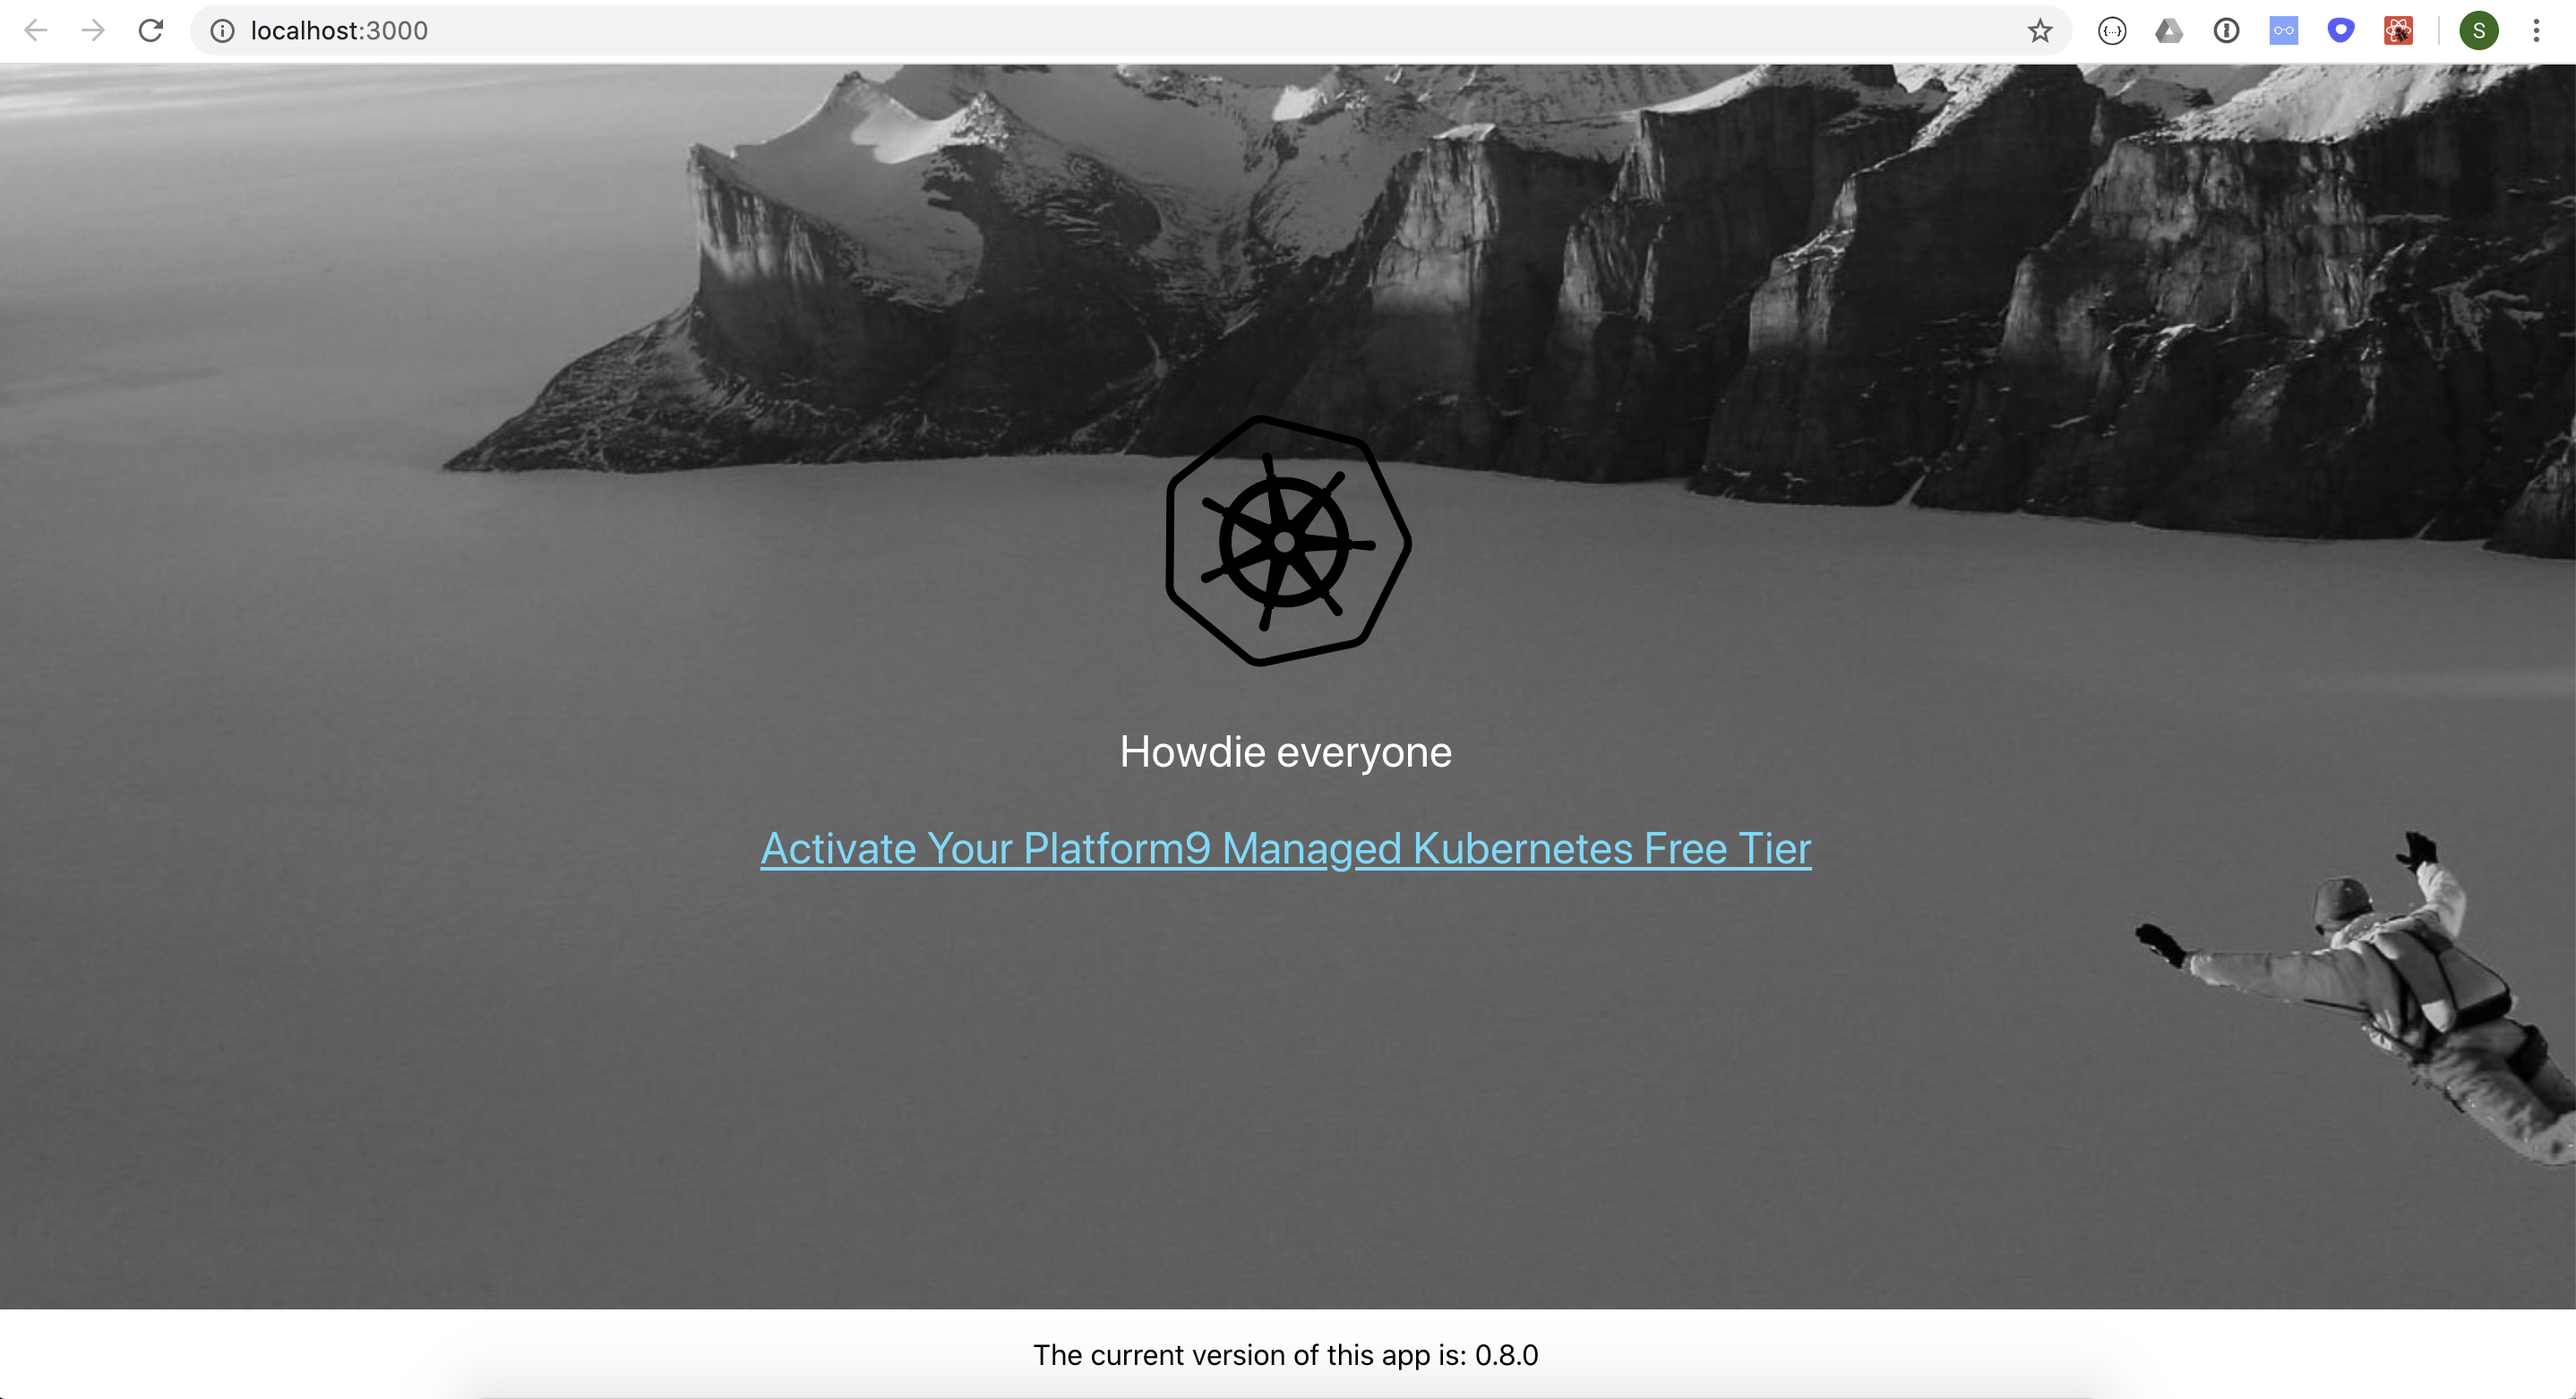 localhost:3000
S
Howdie everyone
Activate Your Platform9 Managed Kubernetes Free Tier
The current version of this app is: 0.8.0